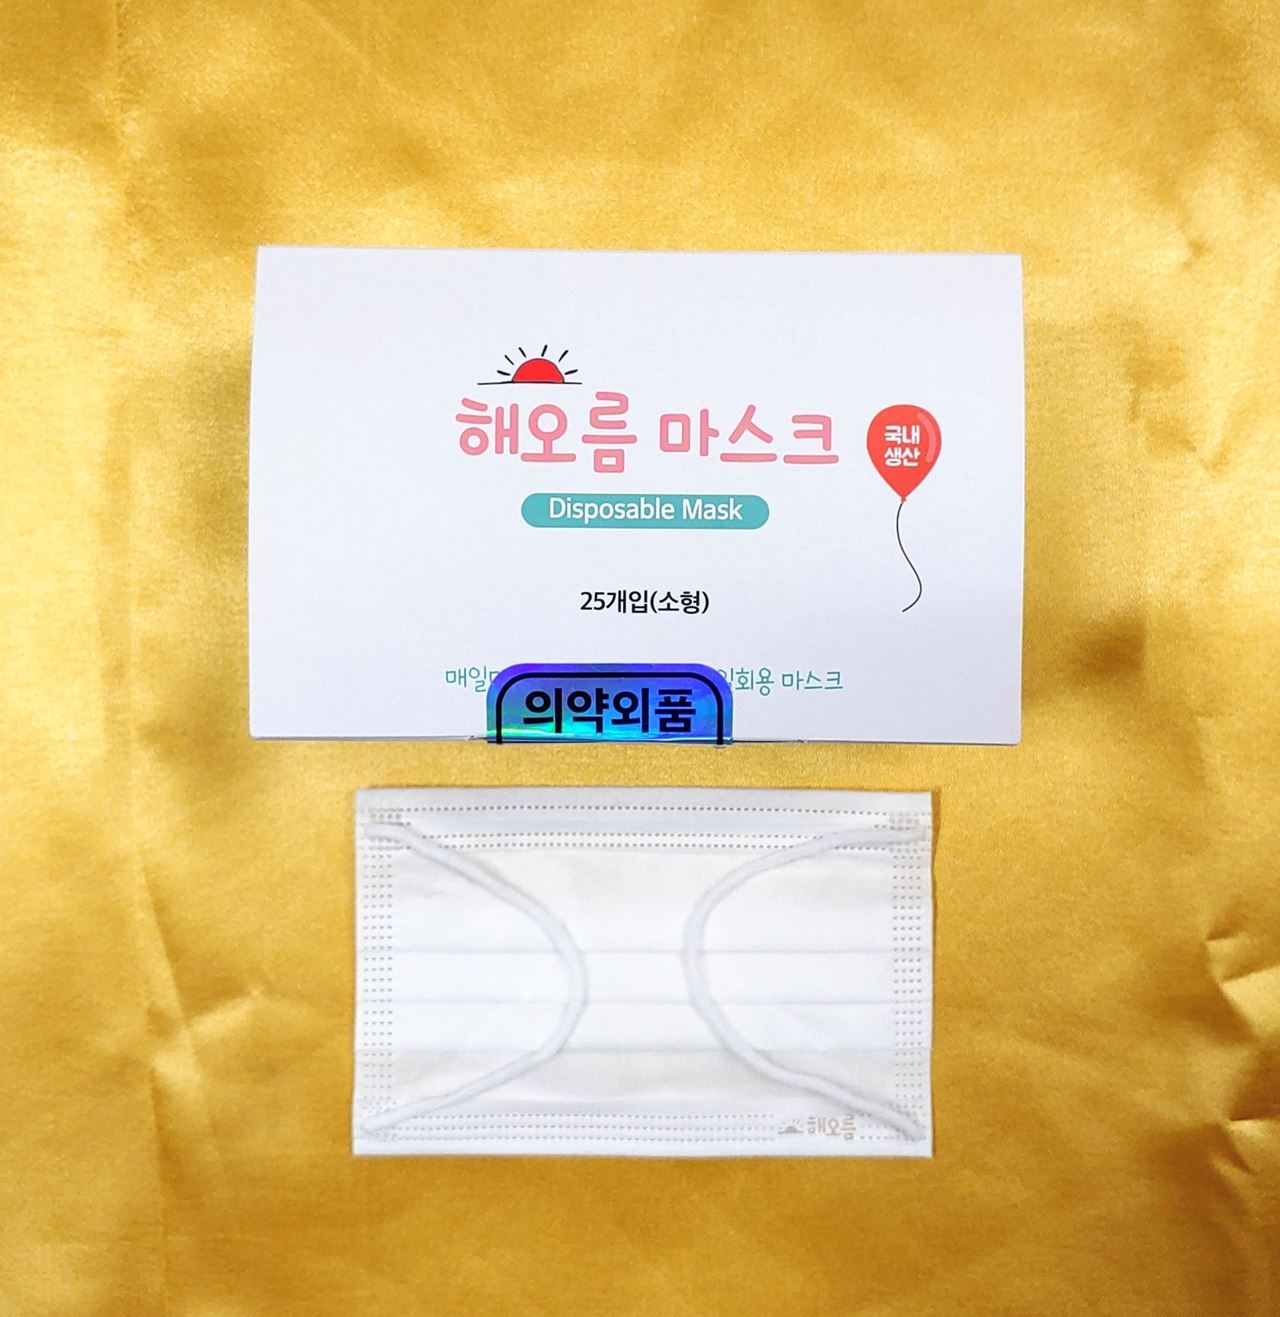 해오름 마스크
국내
생산
Disposable Mask
25개입(소형)
매일 회용 마스크
의약외품
해오름